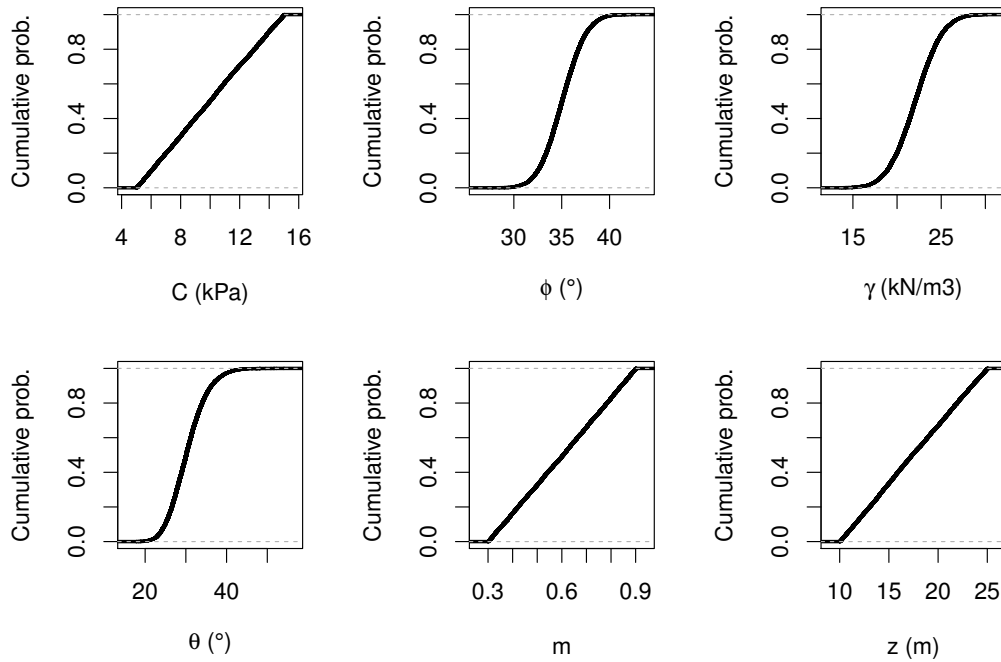 Cumulative prob.
0.0 0.4 0.8
4 8 12 16
C (kPa)
Cumulative prob.
0.0 0.4 0.8
30 35 40
ϕ (°)
Cumulative prob.
0.0 0.4 0.8
15 25
γ (kN/m3)
Cumulative prob.
0.0 0.4 0.8
20 40
θ (°)
Cumulative prob.
0.0 0.4 0.8
0.3 0.6 0.9
m
Cumulative prob.
0.0 0.4 0.8
10 15 20 25
z (m)